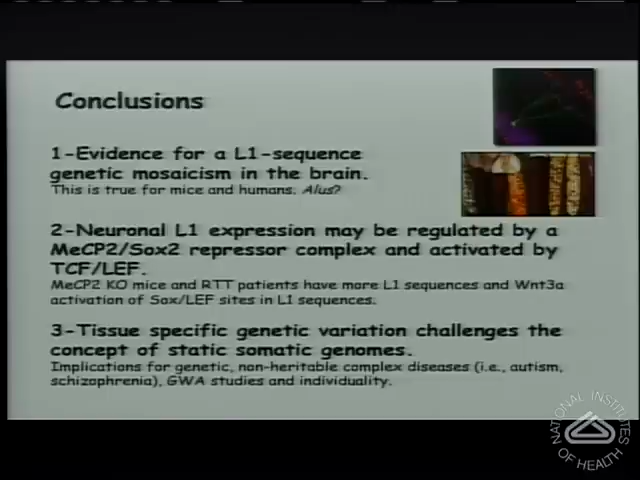 Conclusions
1-Evidence for a L1-sequence
genetic mosaicism in the brain.
This is true for mice and humans. Alus?
2-Neuronal L1 expression may be regulated by a
MeCP2/Sox2 repressor complex and activated by
TCF/LEF.
MeCP2 KO mice and RTT patients have more L1 sequences and Wnt3a
activation of Sox/LEF sites in L1 sequences.
3-Tissue specific genetic variation challenges the
concept of static somatic genomes.
Implications for genetic, non-heritable complex diseases (i.e., autism,
schizophrenia), GWA studies and individuality.
NATIONAL INSTITUTES
OF HEALTH